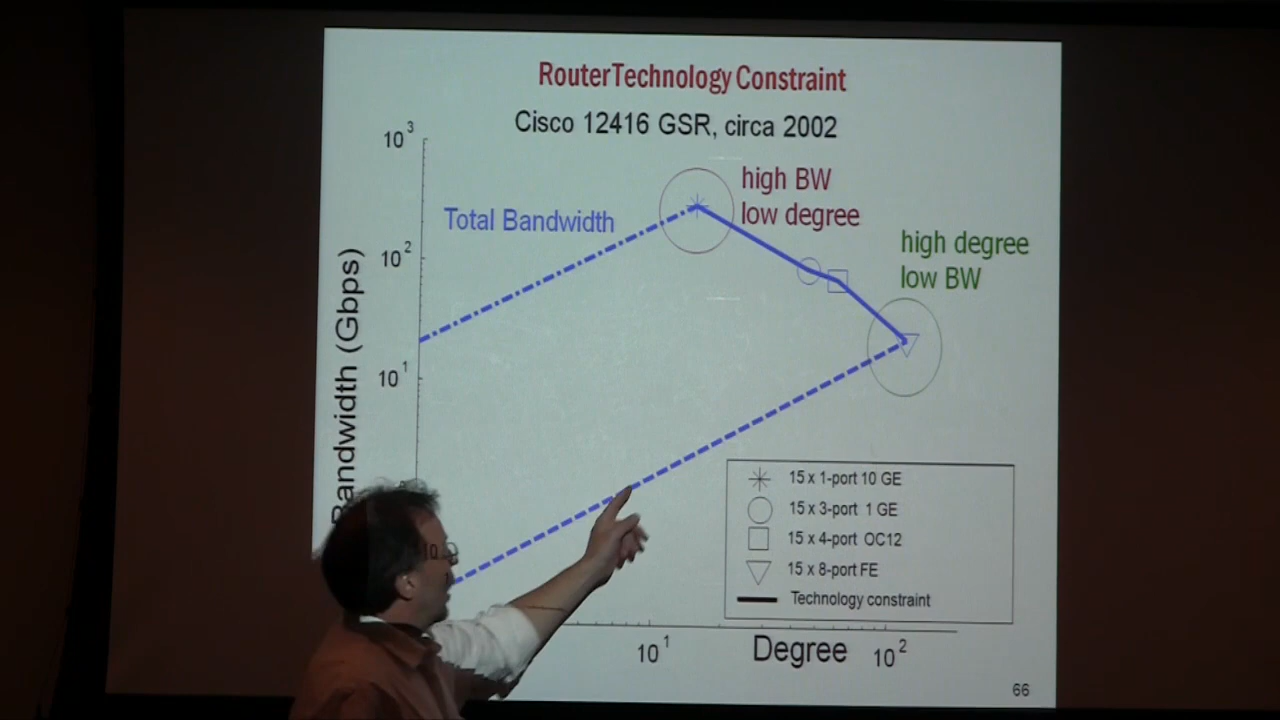 RouterTechnology Constraint
Cisco 12416 GSR, circa 2002
10³
high BW
low degree
Total Bandwidth
high degree
low BW
10²
Bandwidth (Gbps)
10¹
15 x 1-port 10 GE
15 x 3-port 1 GE
15 x 4-port OC12
15 x 8-port FE
Technology constraint
10¹
Degree
10²
66